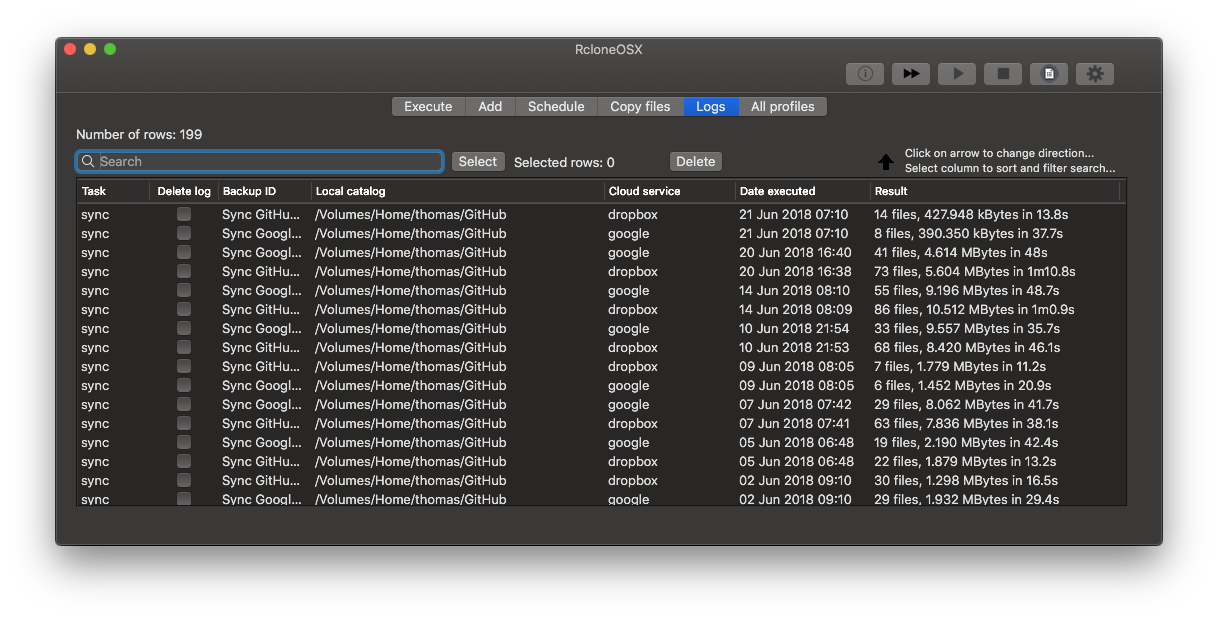 RcloneOSX
Execute Add Schedule Copy files Logs All profiles
Number of rows: 199
Search Select Selected rows: 0 Delete
Click on arrow to change direction...
Select column to sort and filter search...
Task Delete log Backup ID Local catalog Cloud service Date executed Result
sync Sync GitHu... /Volumes/Home/thomas/GitHub dropbox 21 Jun 2018 07:10 14 files, 427.948 kBytes in 13.8s
sync Sync Googl... /Volumes/Home/thomas/GitHub google 21 Jun 2018 07:10 8 files, 390.350 kBytes in 37.7s
sync Sync Googl... /Volumes/Home/thomas/GitHub google 20 Jun 2018 16:40 41 files, 4.614 MBytes in 48s
sync Sync GitHu... /Volumes/Home/thomas/GitHub dropbox 20 Jun 2018 16:38 73 files, 5.604 MBytes in 1m10.8s
sync Sync Googl... /Volumes/Home/thomas/GitHub google 14 Jun 2018 08:10 55 files, 9.196 MBytes in 48.7s
sync Sync GitHu... /Volumes/Home/thomas/GitHub dropbox 14 Jun 2018 08:09 86 files, 10.512 MBytes in 1m0.9s
sync Sync Googl... /Volumes/Home/thomas/GitHub google 10 Jun 2018 21:54 33 files, 9.557 MBytes in 35.7s
sync Sync GitHu... /Volumes/Home/thomas/GitHub dropbox 10 Jun 2018 21:53 68 files, 8.420 MBytes in 46.1s
sync Sync GitHu... /Volumes/Home/thomas/GitHub dropbox 09 Jun 2018 08:05 7 files, 1.779 MBytes in 11.2s
sync Sync Googl... /Volumes/Home/thomas/GitHub google 09 Jun 2018 08:05 6 files, 1.452 MBytes in 20.9s
sync Sync Googl... /Volumes/Home/thomas/GitHub google 07 Jun 2018 07:42 29 files, 8.062 MBytes in 41.7s
sync Sync GitHu... /Volumes/Home/thomas/GitHub dropbox 07 Jun 2018 07:41 63 files, 7.836 MBytes in 38.1s
sync Sync Googl... /Volumes/Home/thomas/GitHub google 05 Jun 2018 06:48 19 files, 2.190 MBytes in 42.4s
sync Sync GitHu... /Volumes/Home/thomas/GitHub dropbox 05 Jun 2018 06:48 22 files, 1.879 MBytes in 13.2s
sync Sync GitHu... /Volumes/Home/thomas/GitHub dropbox 02 Jun 2018 09:10 30 files, 1.298 MBytes in 16.5s
sync Sync Googl... /Volumes/Home/thomas/GitHub google 02 Jun 2018 09:10 29 files, 1.932 MBytes in 29.4s